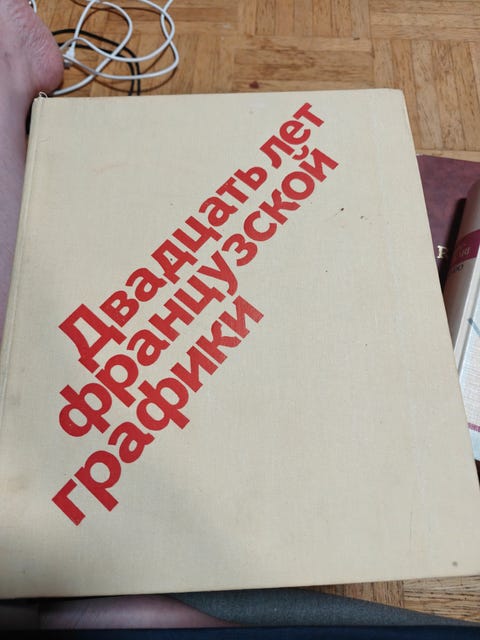 Двадцать лет
французской
графики